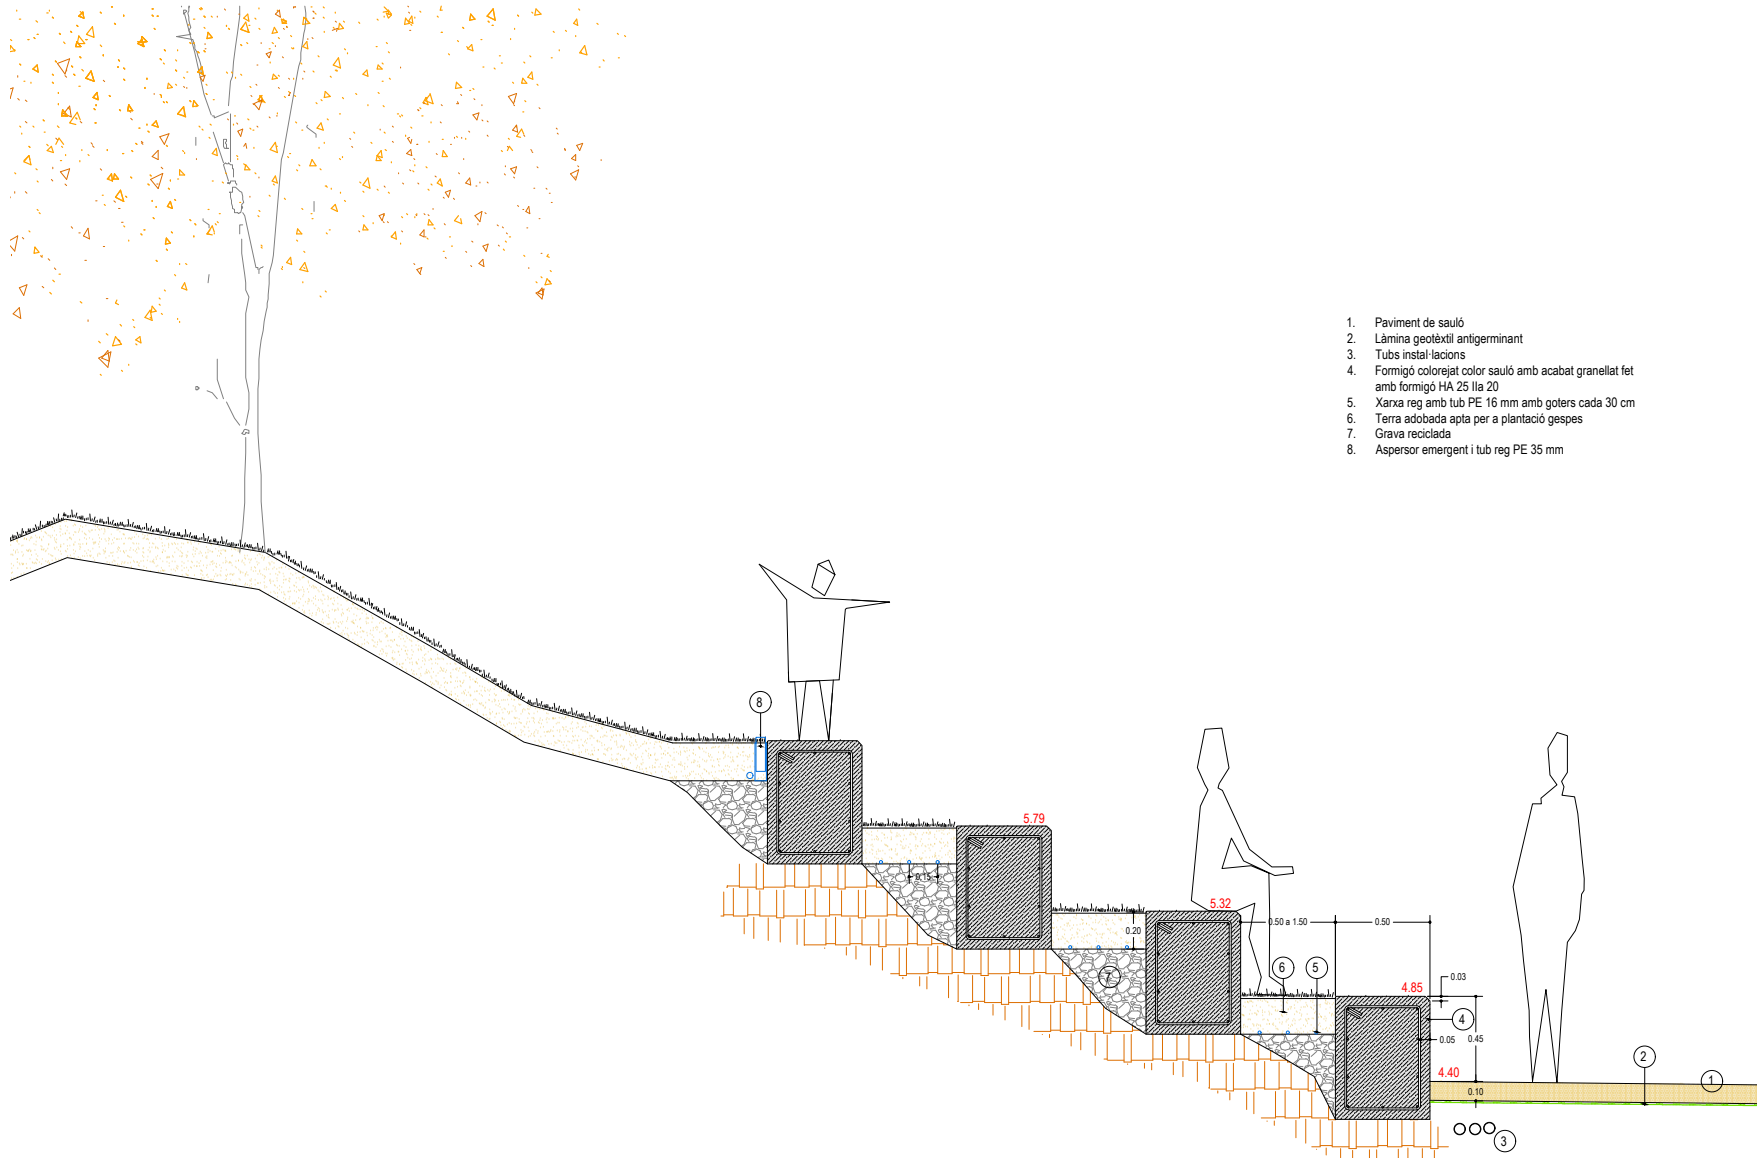 1. Paviment de sauló
2. Làmina geotèxtil antigerminant
3. Tubs instal·lacions
4. Formigó colorejat color sauló amb acabat granellat fet
amb formigó HA 25 IIa 20
5. Xarxa reg amb tub PE 16 mm amb goters cada 30 cm
6. Terra adobada apta per a plantació gespes
7. Grava reciclada
8. Aspersor emergent i tub reg PE 35 mm
8
5.79
0.15
5.32
0.50 a 1.50
0.50
0.20
7
6
5
0.03
4.85
4
0.05
0.45
2
4.40
1
0.10
3